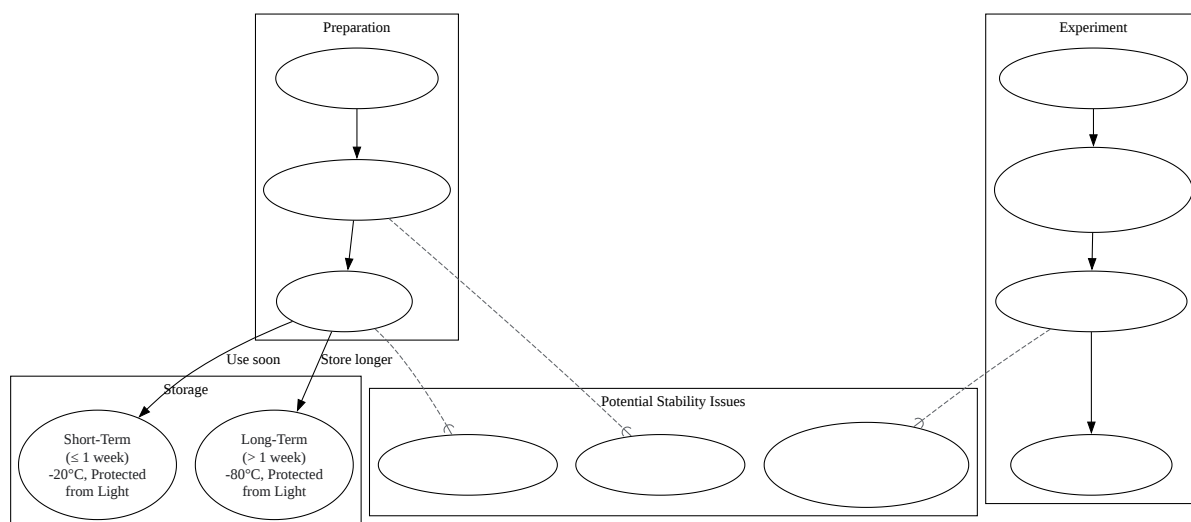 Preparation
Experiment
Use soon
Store longer
Storage
Potential Stability Issues
Short-Term
(≤ 1 week)
-20°C, Protected
from Light
Long-Term
(> 1 week)
-80°C, Protected
from Light